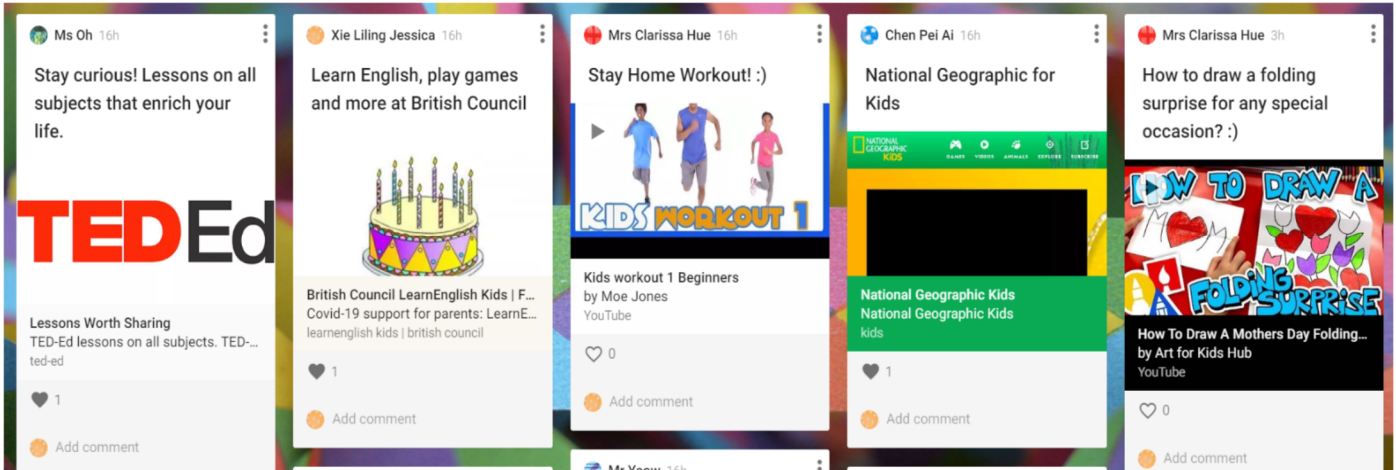 Ms Oh 16h
Stay curious! Lessons on all
subjects that enrich your
life.
TEDEd
Lessons Worth Sharing
TED-Ed lessons on all subjects. TED-...
ted-ed
1
Add comment
Xie Liling Jessica 16h
Learn English, play games
and more at British Council
British Council LearnEnglish Kids | F...
Covid-19 support for parents: LearnE...
learnenglish kids | british council
1
Add comment
Mrs Clarissa Hue 16h
Stay Home Workout! :)
KIDS WORKOUT 1
Kids workout 1 Beginners
by Moe Jones
YouTube
0
Add comment
Mr Yeow 16h
Chen Pei Ai 16h
National Geographic for
Kids
NATIONAL
GEOGRAPHIC
KiDS
GAMES VIDEOS ANIMALS EXPLORE SUBSCRIBE
National Geographic Kids
National Geographic Kids
kids
1
Add comment
Mrs Clarissa Hue 3h
How to draw a folding
surprise for any special
occasion? :)
HOW TO DRAW A
MOM
FOLDING
SURPRISE
How To Draw A Mothers Day Folding...
by Art for Kids Hub
YouTube
0
Add comment